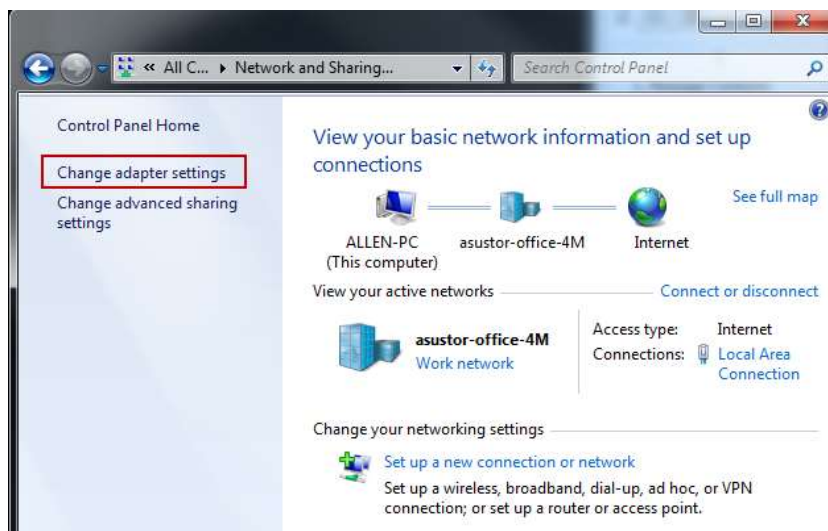 « All C... ▸ Network and Sharing...
Search Control Panel
Control Panel Home
Change adapter settings
Change advanced sharing
settings
View your basic network information and set up
connections
See full map
ALLEN-PC
(This computer)
asustor-office-4M
Internet
View your active networks
Connect or disconnect
asustor-office-4M
Work network
Access type: Internet
Connections: Local Area
Connection
Change your networking settings
Set up a new connection or network
Set up a wireless, broadband, dial-up, ad hoc, or VPN
connection; or set up a router or access point.